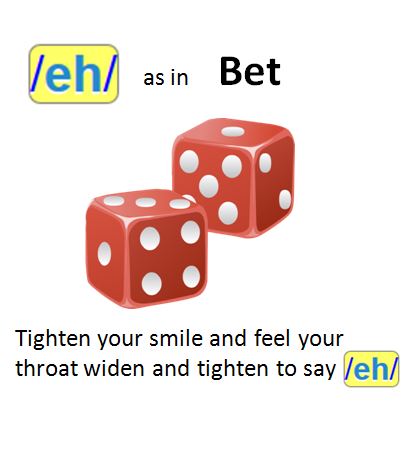 /eh/ as in Bet
Tighten your smile and feel your
throat widen and tighten to say /eh/